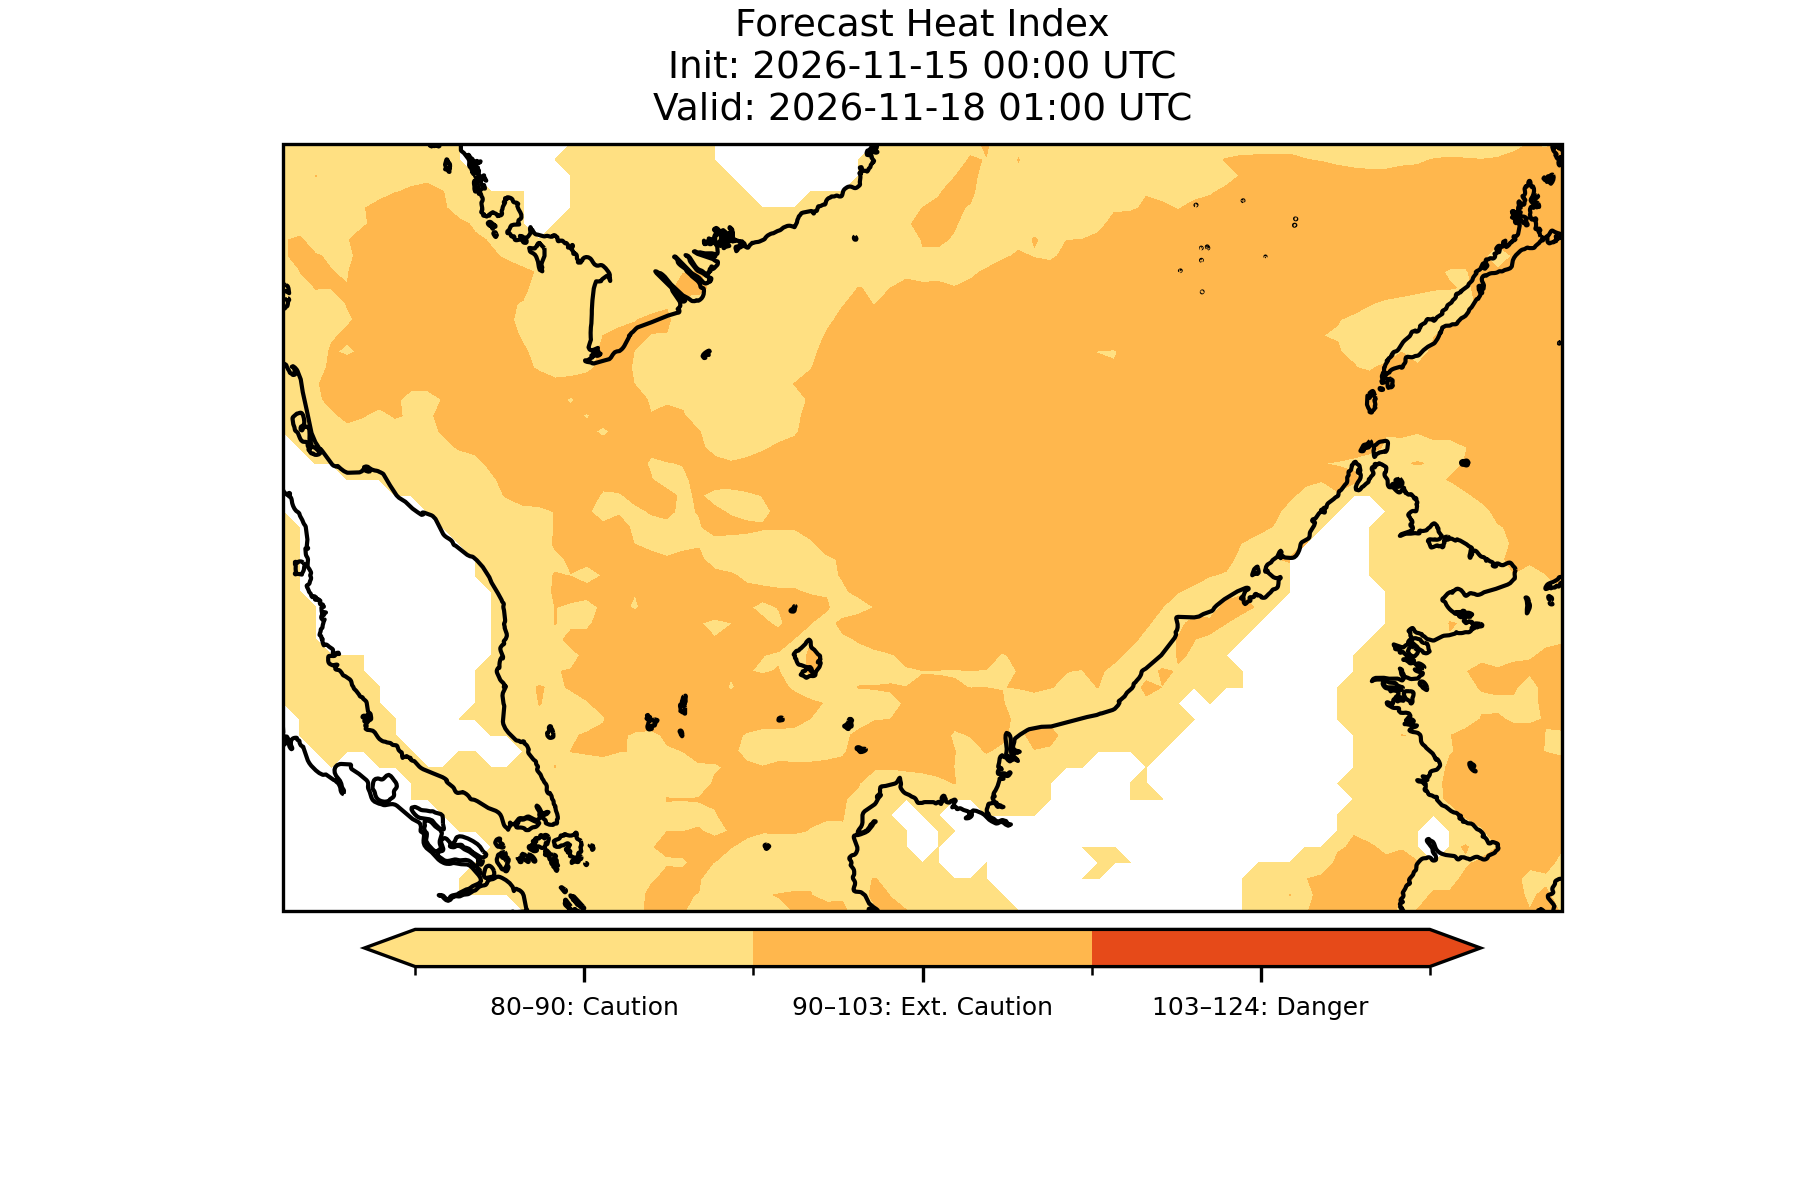 Forecast Heat Index
Init: 2026-11-15 00:00 UTC
Valid: 2026-11-18 01:00 UTC
80–90: Caution
90–103: Ext. Caution
103–124: Danger